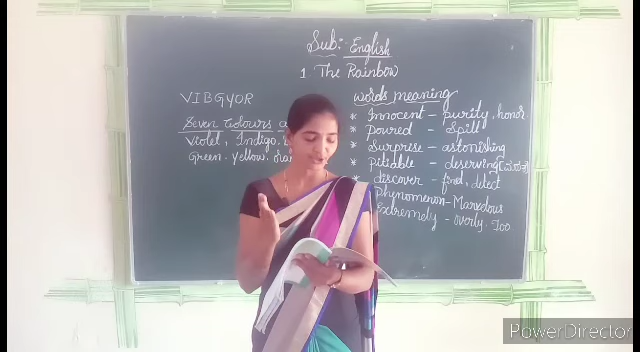 Sub: English
1 The Rainbow
VIBGYOR
Seven colours
Violet, Indigo.
Green. yellow.
words meaning
* Innocent - purity, honor
* Poured - Spill
* Surprise - astonishing
* pitiable - deserving
* discover - find, detect
Phenomenon - Marvelous
Extremely - Overly. Too
PowerDirector